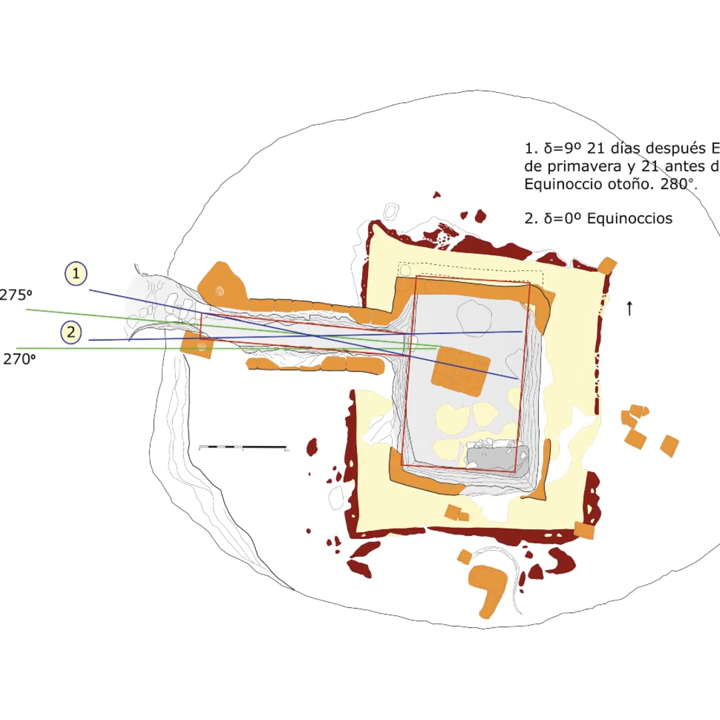 1. δ=9º 21 días después E
de primavera y 21 antes d
Equinoccio otoño. 280°.
2. δ=0º Equinoccios
1
275º
2
270º